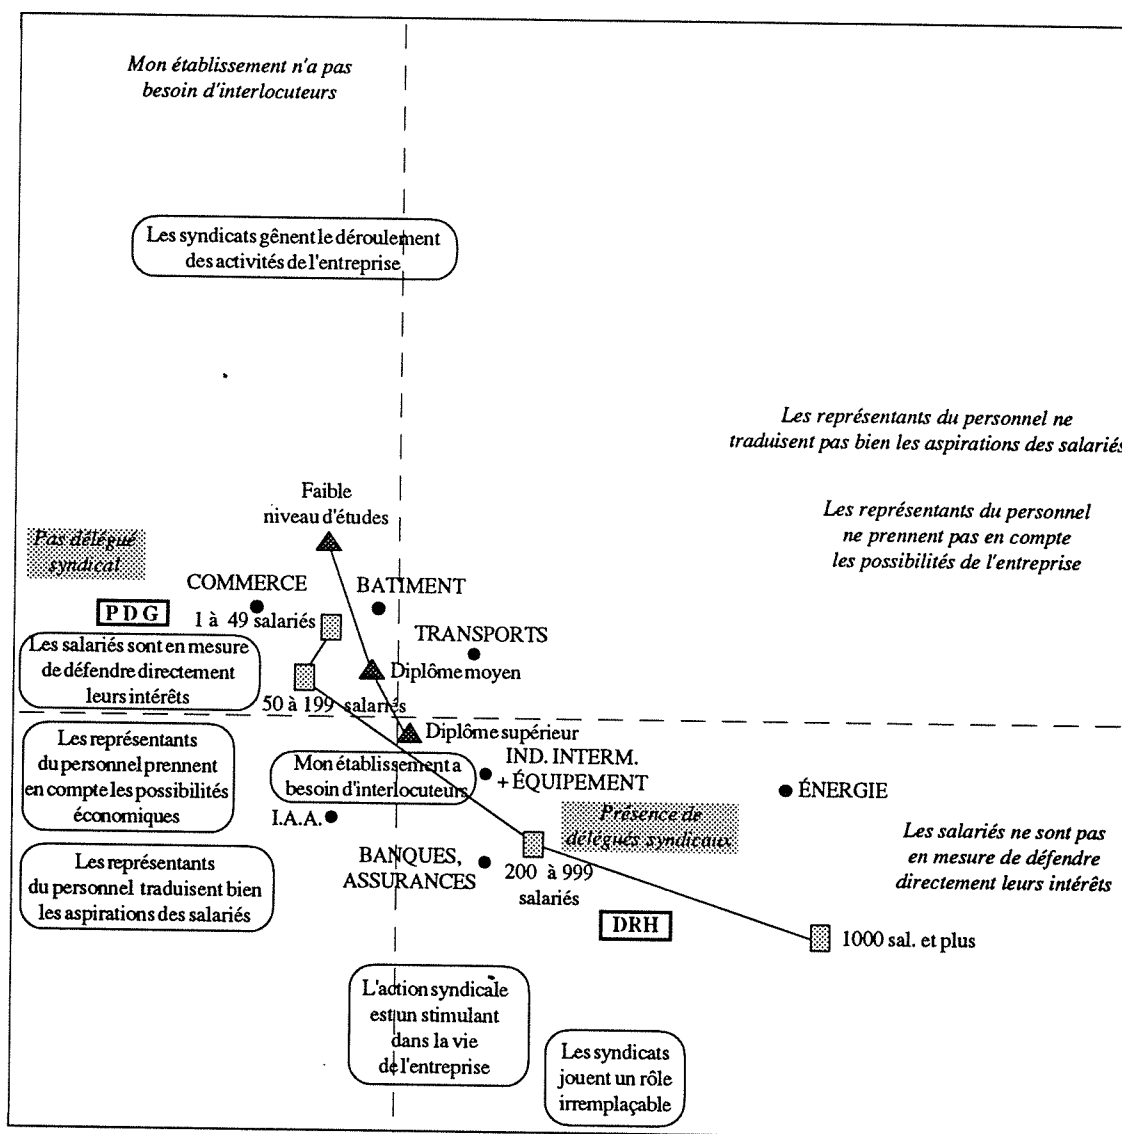 Mon établissement n'a pas
besoin d'interlocuteurs
Les syndicats gênent le déroulement
des activités de l'entreprise
Les représentants du personnel ne
traduisent pas bien les aspirations des salariés
Faible
niveau d'études
Les représentants du personnel
ne prennent pas en compte
les possibilités de l'entreprise
Pas délégué
syndical
COMMERCE
BATIMENT
PDG
1 à 49 salariés
TRANSPORTS
Les salariés sont en mesure
de défendre directement
leurs intérêts
Diplôme moyen
50 à 199 salariés
Diplôme supérieur
Les représentants
du personnel prennent
en compte les possibilités
économiques
Mon établissement a
besoin d'interlocuteurs
IND. INTERM.
+ ÉQUIPEMENT
ÉNERGIE
I.A.A.
Présence de
délégués syndicaux
Les salariés ne sont pas
en mesure de défendre
directement leurs intérêts
Les représentants
du personnel traduisent bien
les aspirations des salariés
BANQUES,
ASSURANCES
200 à 999
salariés
DRH
1000 sal. et plus
L'action syndicale
est un stimulant
dans la vie
de l'entreprise
Les syndicats
jouent un rôle
irremplaçable